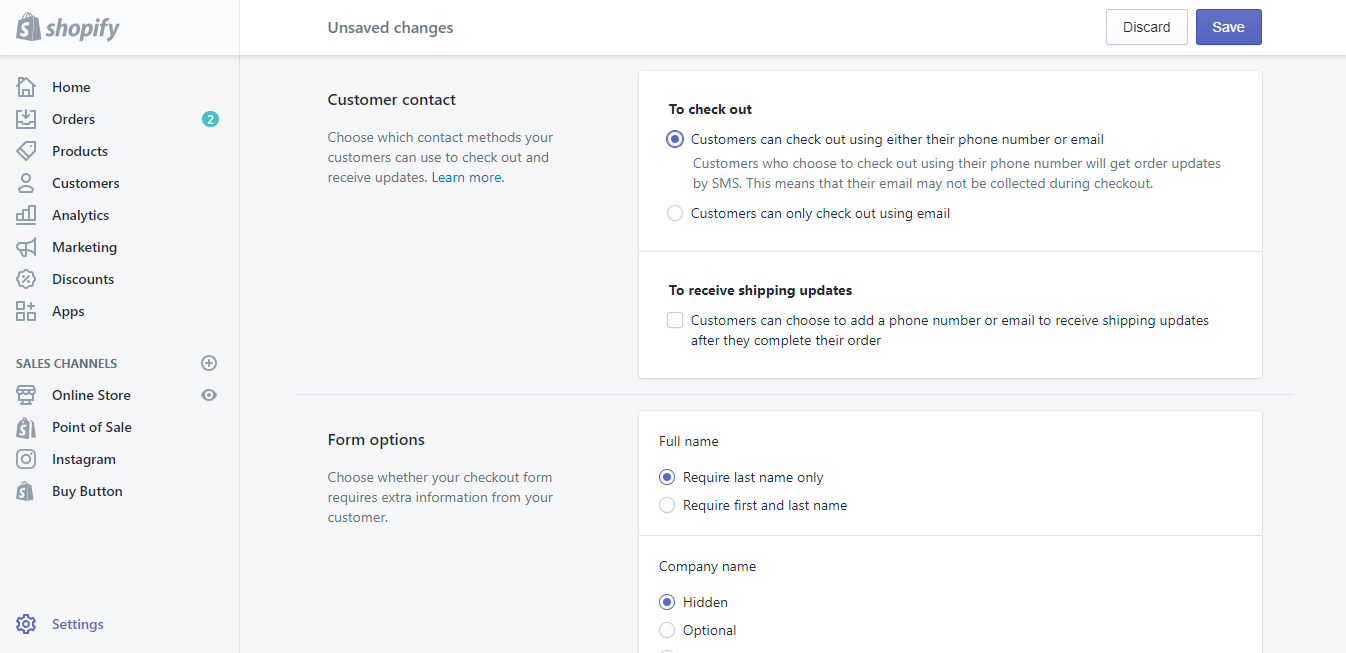 shopify
Unsaved changes
Discard
Save
Home
Orders
2
Products
Customers
Analytics
Marketing
Discounts
Apps
SALES CHANNELS
Online Store
Point of Sale
Instagram
Buy Button
Settings
Customer contact
Choose which contact methods your
customers can use to check out and
receive updates. Learn more.
To check out
Customers can check out using either their phone number or email
Customers who choose to check out using their phone number will get order updates
by SMS. This means that their email may not be collected during checkout.
Customers can only check out using email
To receive shipping updates
Customers can choose to add a phone number or email to receive shipping updates
after they complete their order
Form options
Choose whether your checkout form
requires extra information from your
customer.
Full name
Require last name only
Require first and last name
Company name
Hidden
Optional